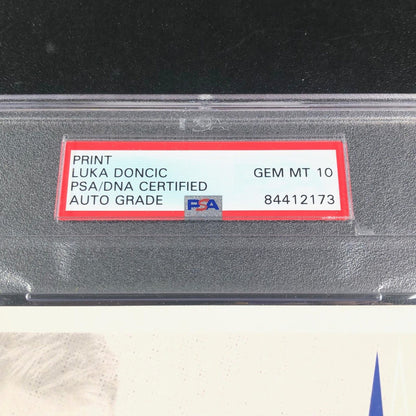 PRINT
LUKA DONCIC GEM MT 10
PSA/DNA CERTIFIED
AUTO GRADE PSA 84412173